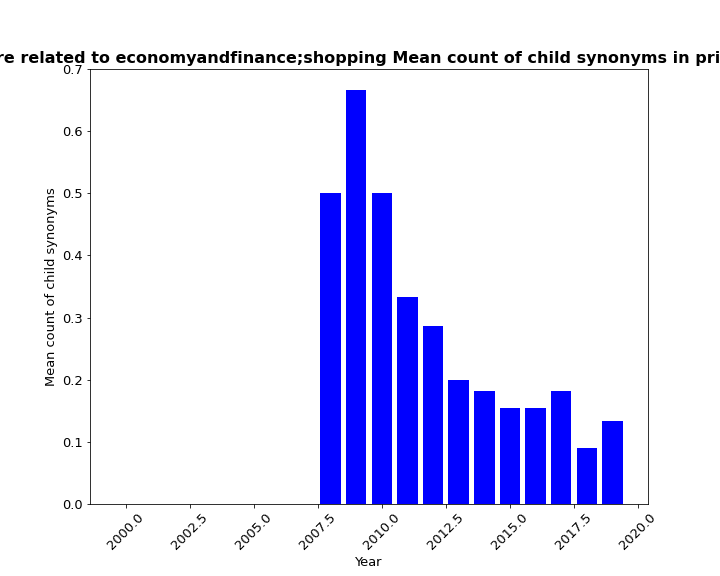 re related to economyandfinance;shopping Mean count of child synonyms in pri
0.7
0.6
0.5
0.4
0.3
0.2
0.1
0.0
Mean count of child synonyms
2000.0 2002.5 2005.0 2007.5 2010.0 2012.5 2015.0 2017.5 2020.0
Year